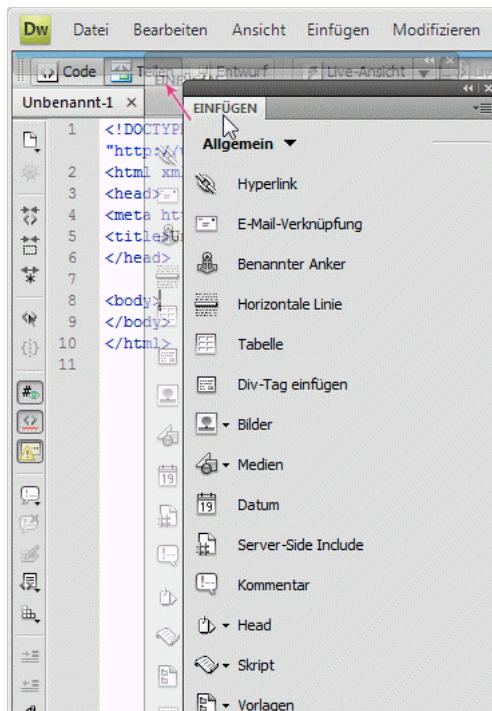 Dw Datei Bearbeiten Ansicht Einfügen Modifizieren
Code Teilen Entwurf Live-Ansicht
Unbenannt-1 ×
EINFÜGEN
Allgemein
Hyperlink
E-Mail-Verknüpfung
Benannter Anker
Horizontale Linie
Tabelle
Div-Tag einfügen
Bilder
Medien
19 Datum
Server-Side Include
Kommentar
Head
Skript
Vorlagen
1 <!DOCTYP
"http:
2 <html xm
3 <head>
4 <meta ht
5 <title>U
6 </head>
7
8 <body>
9 </body>
10 </html>
11
19